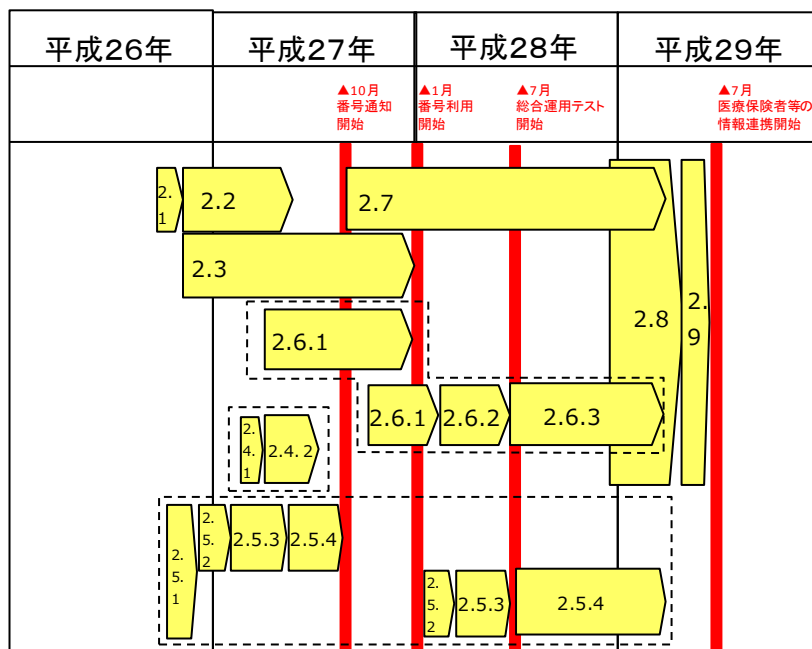 平成26年
平成27年
平成28年
平成29年
▲10月
番号通知
開始
▲1月
番号利用
開始
▲7月
総合運用テスト
開始
▲7月
医療保険者等の
情報連携開始
2.
1
2.2
2.7
2.3
2.8
2.
9
2.6.1
2.6.1
2.6.2
2.6.3
2.
4.
1
2.4.2
2.
5.
1
2.
5.
2
2.5.3
2.5.4
2.
5.
2
2.5.3
2.5.4